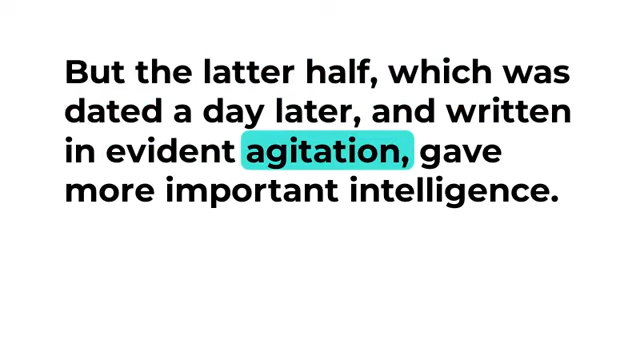 But the latter half, which was
dated a day later, and written
in evident agitation, gave
more important intelligence.